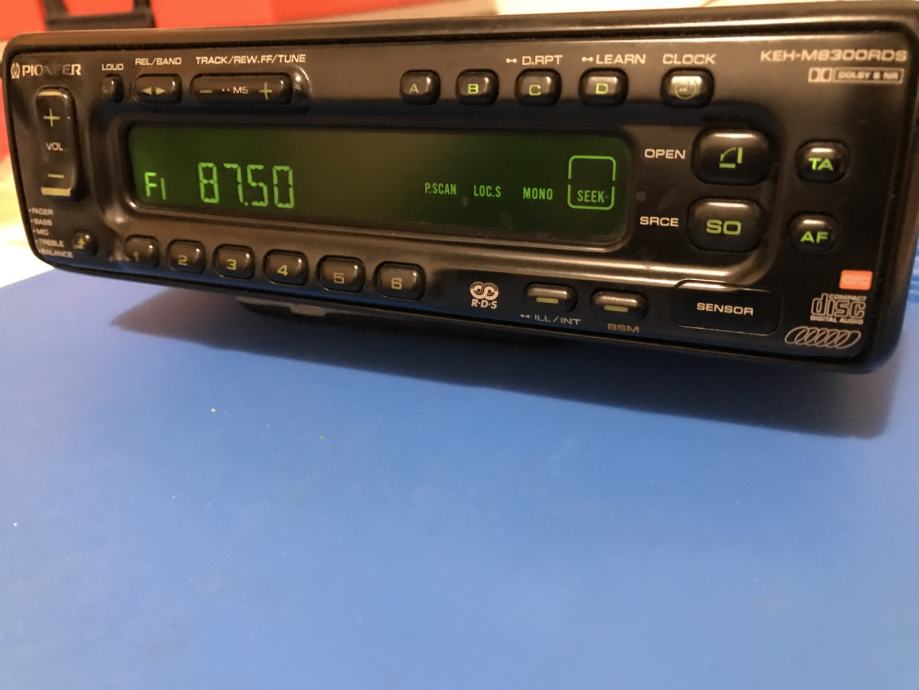 PIONEER
LOUD
REL/BAND
TRACK/REW.FF/TUNE
D.RPT
LEARN
CLOCK
KEH-M8300RDS
DOLBY B NR
+
VOL
−
− ·· MS +
A
B
C
D
F1 87.50
P.SCAN LOC.S MONO SEEK
OPEN
SRCE
SO
TA
AF
FADER
BASS
MID
TREBLE
BALANCE
1 2 3 4 5 6
R·D·S
ILL/INT
BSM
SENSOR
COMPACT
disc
DIGITAL AUDIO